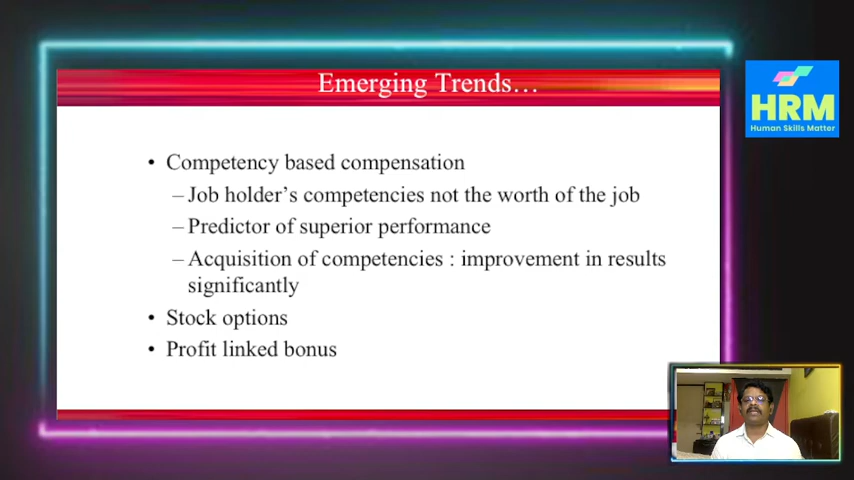 Emerging Trends…
HRM
Human Skills Matter
• Competency based compensation
– Job holder's competencies not the worth of the job
– Predictor of superior performance
– Acquisition of competencies : improvement in results
significantly
• Stock options
• Profit linked bonus